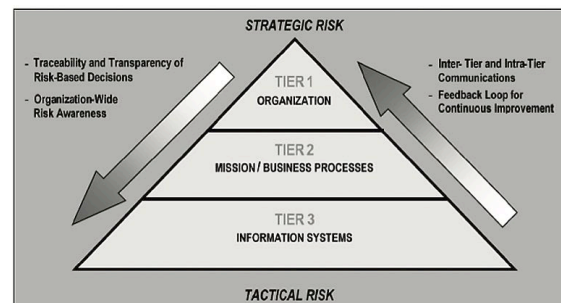 STRATEGIC RISK
- Traceability and Transparency of
Risk-Based Decisions
- Organization-Wide
Risk Awareness
- Inter- Tier and Intra-Tier
Communications
- Feedback Loop for
Continuous Improvement
TIER 1
ORGANIZATION
TIER 2
MISSION / BUSINESS PROCESSES
TIER 3
INFORMATION SYSTEMS
TACTICAL RISK